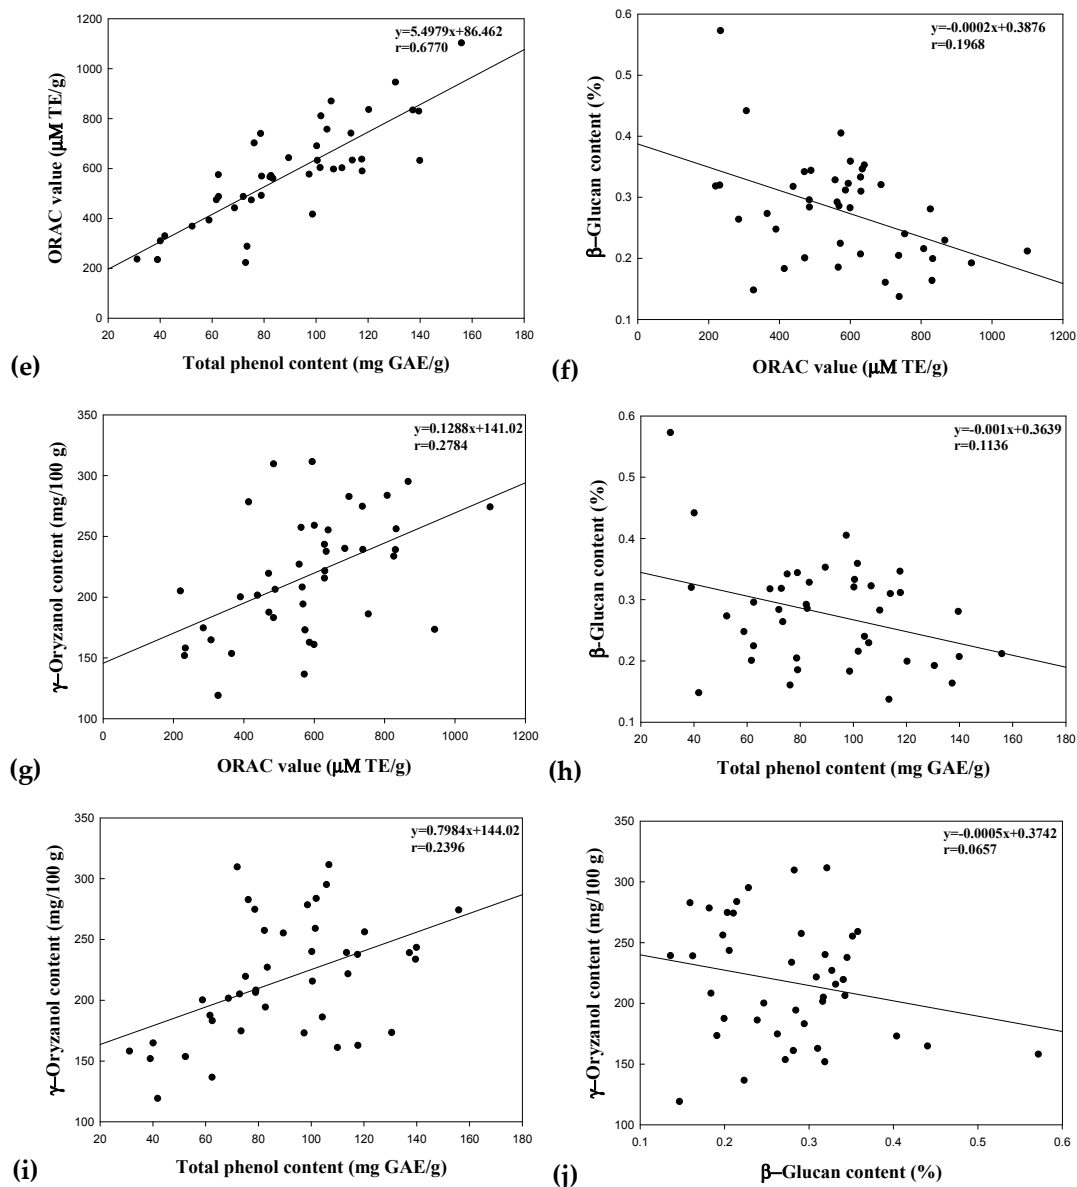 y=5.4979x+86.462
r=0.6770
1200
1000
800
600
400
200
0
ORAC value (μM TE/g)
20 40 60 80 100 120 140 160 180
Total phenol content (mg GAE/g)
(e)
y=-0.0002x+0.3876
r=0.1968
0.6
0.5
0.4
0.3
0.2
0.1
β–Glucan content (%)
0 200 400 600 800 1000 1200
ORAC value (μM TE/g)
(f)
y=0.1288x+141.02
r=0.2784
350
300
250
200
150
100
γ–Oryzanol content (mg/100 g)
0 200 400 600 800 1000 1200
ORAC value (μM TE/g)
(g)
y=-0.001x+0.3639
r=0.1136
0.6
0.5
0.4
0.3
0.2
0.1
β–Glucan content (%)
20 40 60 80 100 120 140 160 180
Total phenol content (mg GAE/g)
(h)
y=0.7984x+144.02
r=0.2396
350
300
250
200
150
100
γ–Oryzanol content (mg/100 g)
20 40 60 80 100 120 140 160 180
Total phenol content (mg GAE/g)
(i)
y=-0.0005x+0.3742
r=0.0657
350
300
250
200
150
100
γ–Oryzanol content (mg/100 g)
0.1 0.2 0.3 0.4 0.5 0.6
β–Glucan content (%)
(j)